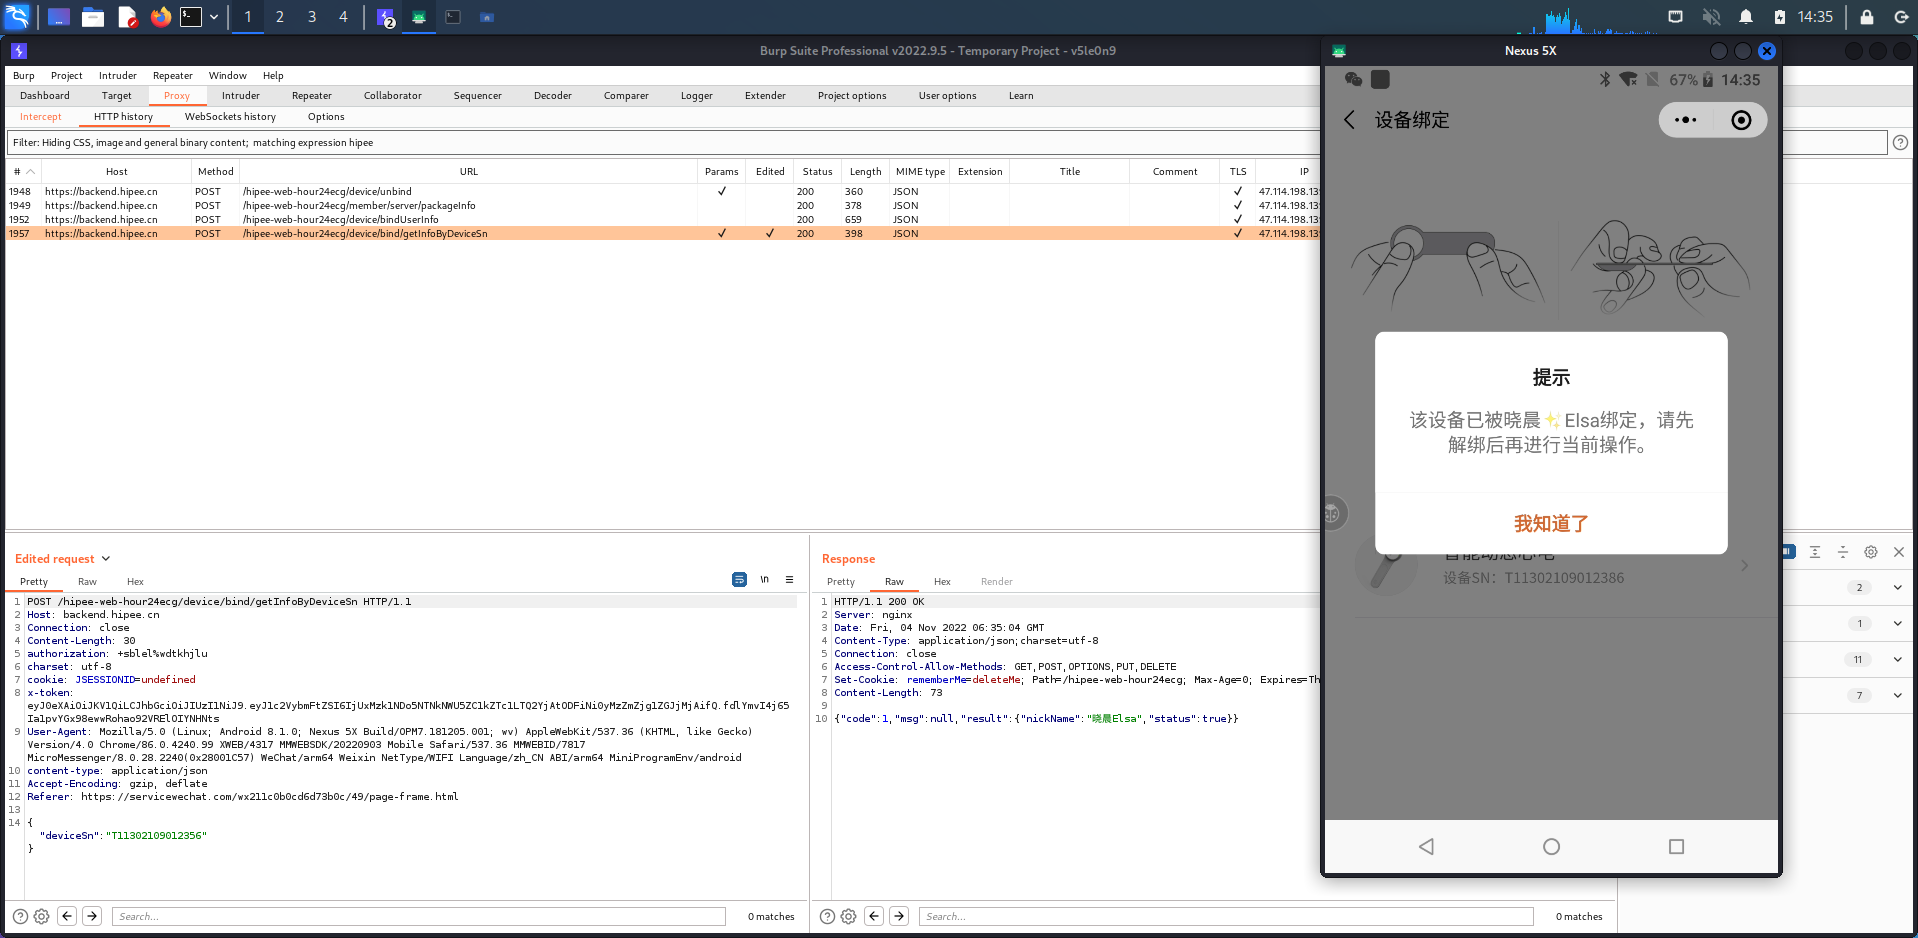 1 2 3 4 2 14:35
Burp Suite Professional v2022.9.5 - Temporary Project - v5le0n9
Burp Project Intruder Repeater Window Help
Dashboard Target Proxy Intruder Repeater Collaborator Sequencer Decoder Comparer Logger Extender Project options User options Learn
Intercept HTTP history WebSockets history Options
Filter: Hiding CSS, image and general binary content; matching expression hipee
# Host Method URL Params Edited Status Length MIME type Extension Title Comment TLS IP
1948 https://backend.hipee.cn POST /hipee-web-hour24ecg/device/unbind ✓ 200 360 JSON ✓ 47.114.198.13
1949 https://backend.hipee.cn POST /hipee-web-hour24ecg/member/server/packageInfo 200 378 JSON ✓ 47.114.198.13
1952 https://backend.hipee.cn POST /hipee-web-hour24ecg/device/bindUserInfo 200 659 JSON ✓ 47.114.198.13
1957 https://backend.hipee.cn POST /hipee-web-hour24ecg/device/bind/getInfoByDeviceSn ✓ ✓ 200 398 JSON ✓ 47.114.198.13
Edited request
Pretty Raw Hex \n
1 POST /hipee-web-hour24ecg/device/bind/getInfoByDeviceSn HTTP/1.1
2 Host: backend.hipee.cn
3 Connection: close
4 Content-Length: 30
5 authorization: +sblel%wdtkhjlu
6 charset: utf-8
7 cookie: JSESSIONID=undefined
8 x-token:
eyJ0eXAiOiJKV1QiLCJhbGciOiJIUzI1NiJ9.eyJ1c2VybmFtZSI6IjUxMzk1NDo5NTNkNWU5ZC1kZTc1LTQ2YjAtODFiNi0yMzZmZjg1ZGJjMjAifQ.fdlYmvI4j65
Ia1pvYGx98ewwRohao92VRElOIYNHNts
9 User-Agent: Mozilla/5.0 (Linux; Android 8.1.0; Nexus 5X Build/OPM7.181205.001; wv) AppleWebKit/537.36 (KHTML, like Gecko)
Version/4.0 Chrome/86.0.4240.99 XWEB/4317 MMWEBSDK/20220903 Mobile Safari/537.36 MMWEBID/7817
MicroMessenger/8.0.28.2240(0x28001C57) WeChat/arm64 Weixin NetType/WIFI Language/zh_CN ABI/arm64 MiniProgramEnv/android
10 content-type: application/json
11 Accept-Encoding: gzip, deflate
12 Referer: https://servicewechat.com/wx211c0b0cd6d73b0c/49/page-frame.html
13
14 {
"deviceSn":"T11302109012356"
}
Search... 0 matches
Response
Pretty Raw Hex Render
1 HTTP/1.1 200 OK
2 Server: nginx
3 Date: Fri, 04 Nov 2022 06:35:04 GMT
4 Content-Type: application/json;charset=utf-8
5 Connection: close
6 Access-Control-Allow-Methods: GET,POST,OPTIONS,PUT,DELETE
7 Set-Cookie: rememberMe=deleteMe; Path=/hipee-web-hour24ecg; Max-Age=0; Expires=Th
8 Content-Length: 73
9
10 {"code":1,"msg":null,"result":{"nickName":"晓晨Elsa","status":true}}
Search... 0 matches
2
1
11
7
Nexus 5X
67% 14:35
设备绑定
提示
该设备已被晓晨✨Elsa绑定，请先
解绑后再进行当前操作。
我知道了
设备SN：T11302109012386